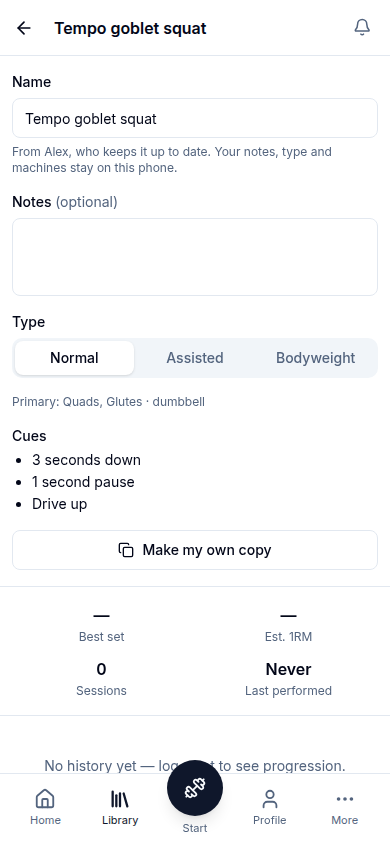 Tempo goblet squat
Name
Tempo goblet squat
From Alex, who keeps it up to date. Your notes, type and
machines stay on this phone.
Notes (optional)
Type
Normal Assisted Bodyweight
Primary: Quads, Glutes · dumbbell
Cues
• 3 seconds down
• 1 second pause
• Drive up
Make my own copy
— —
Best set Est. 1RM
0 Never
Sessions Last performed
No history yet — to see progression.
Home Library Start Profile More